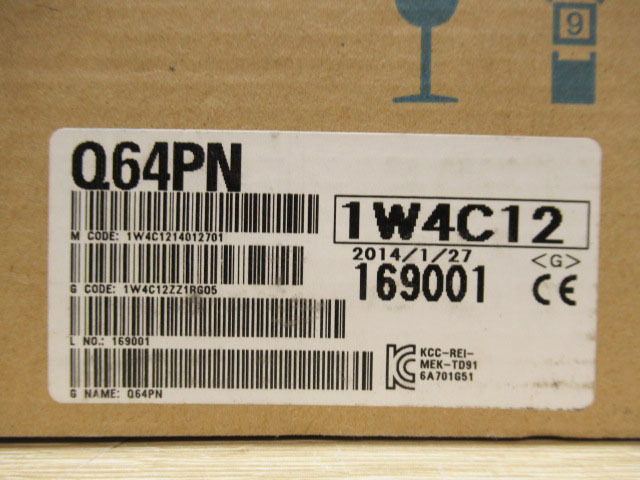 9
Q64PN
M CODE: 1W4C1214012701
1W4C12
2014/1/27
<G>
G CODE: 1W4C12ZZ1RG05
169001
CE
L NO.: 169001
KCC-REI-
MEK-TD91
6A701G51
G NAME: Q64PN